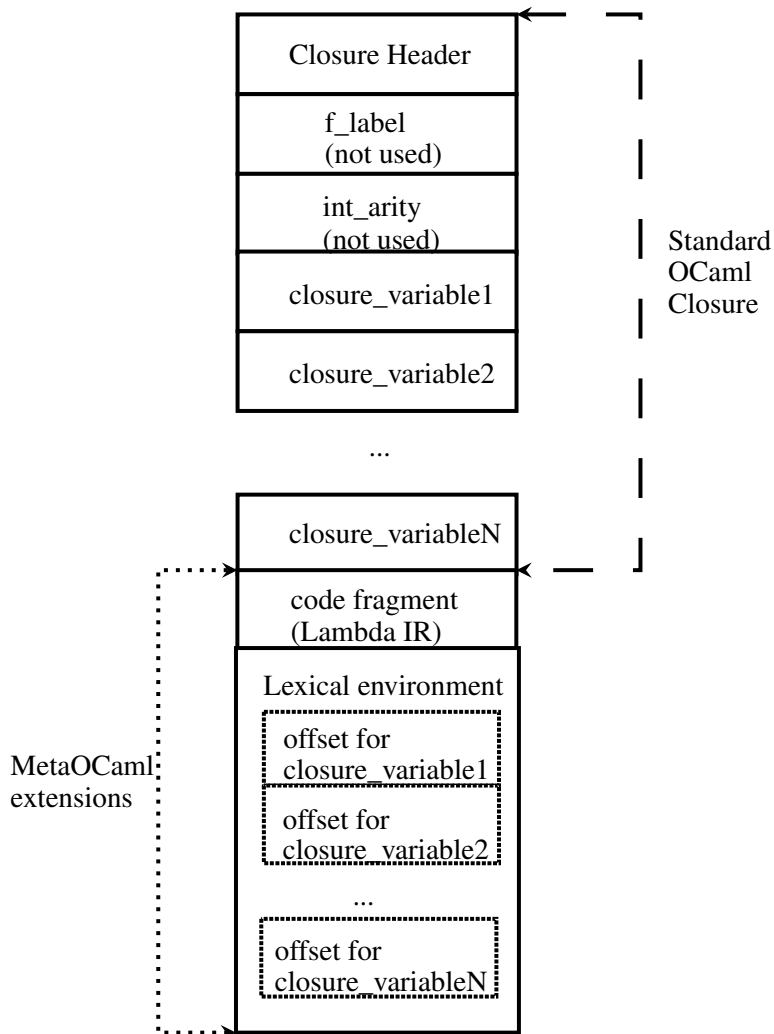 Closure Header
f_label
(not used)
int_arity
(not used)
closure_variable1
closure_variable2
...
closure_variableN
Standard
OCaml
Closure
code fragment
(Lambda IR)
Lexical environment
offset for
closure_variable1
offset for
closure_variable2
...
offset for
closure_variableN
MetaOCaml
extensions